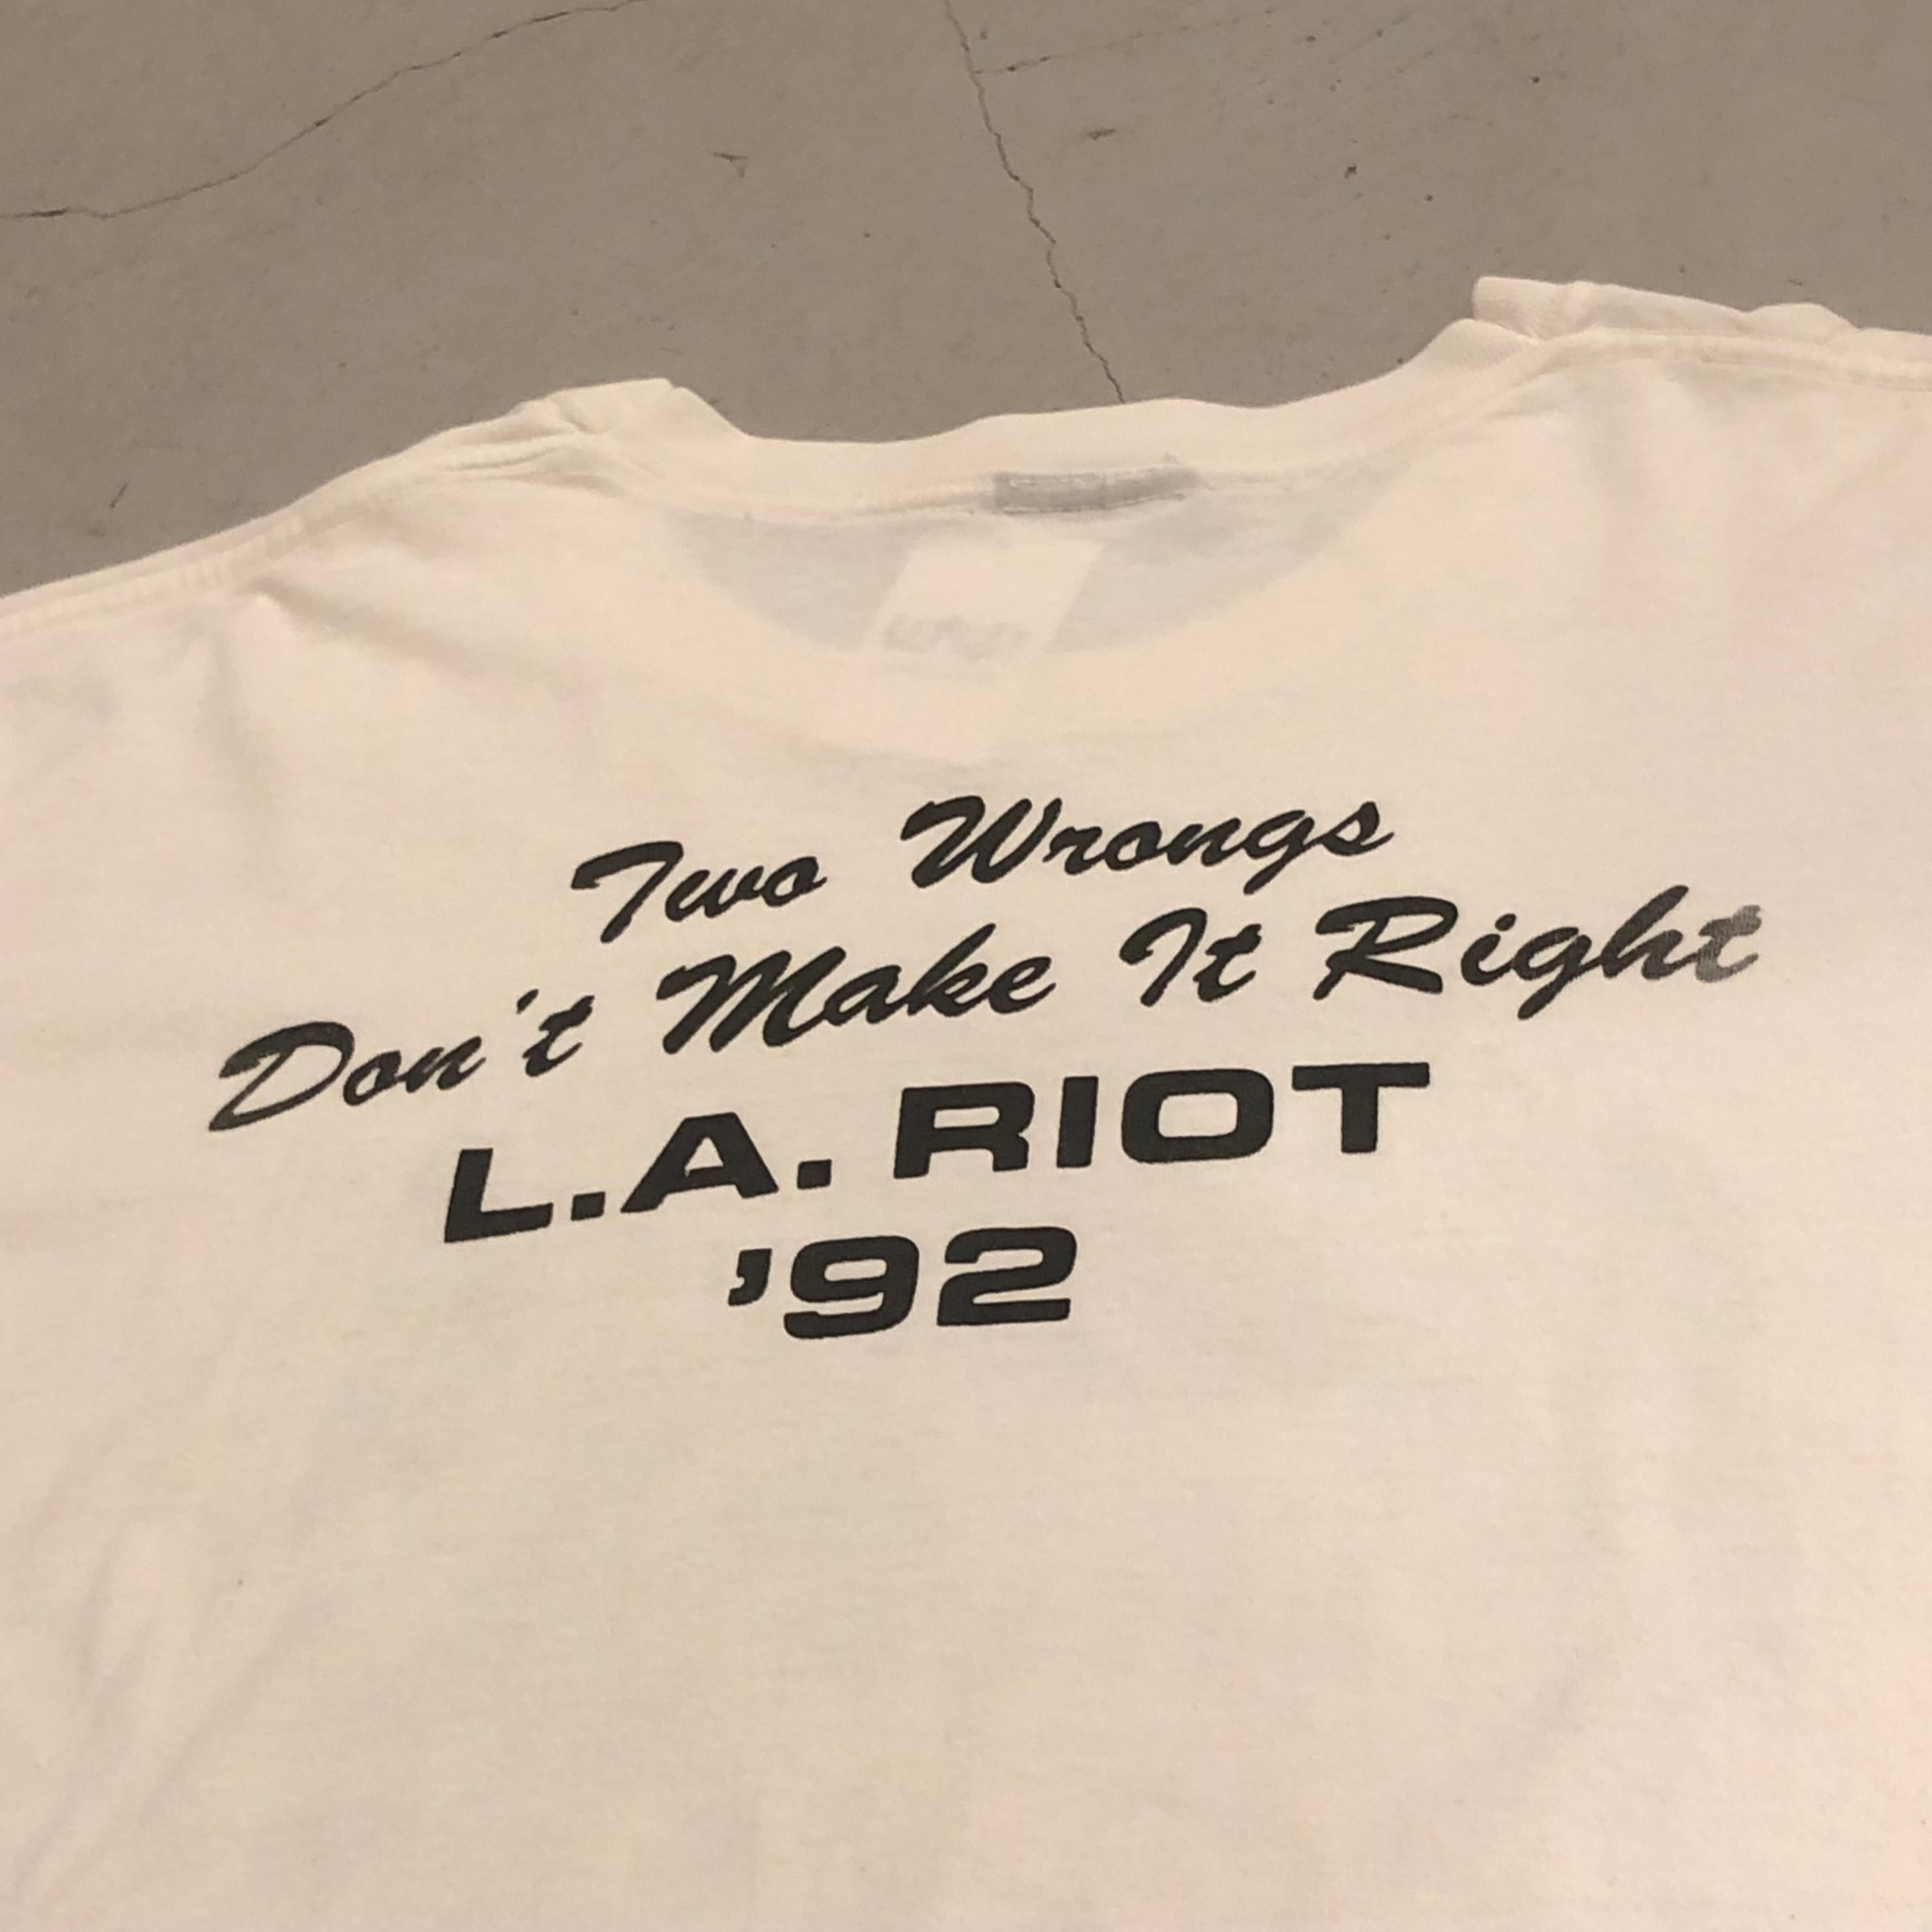 Two Wrongs
Don't Make It Right
L.A. RIOT
'92